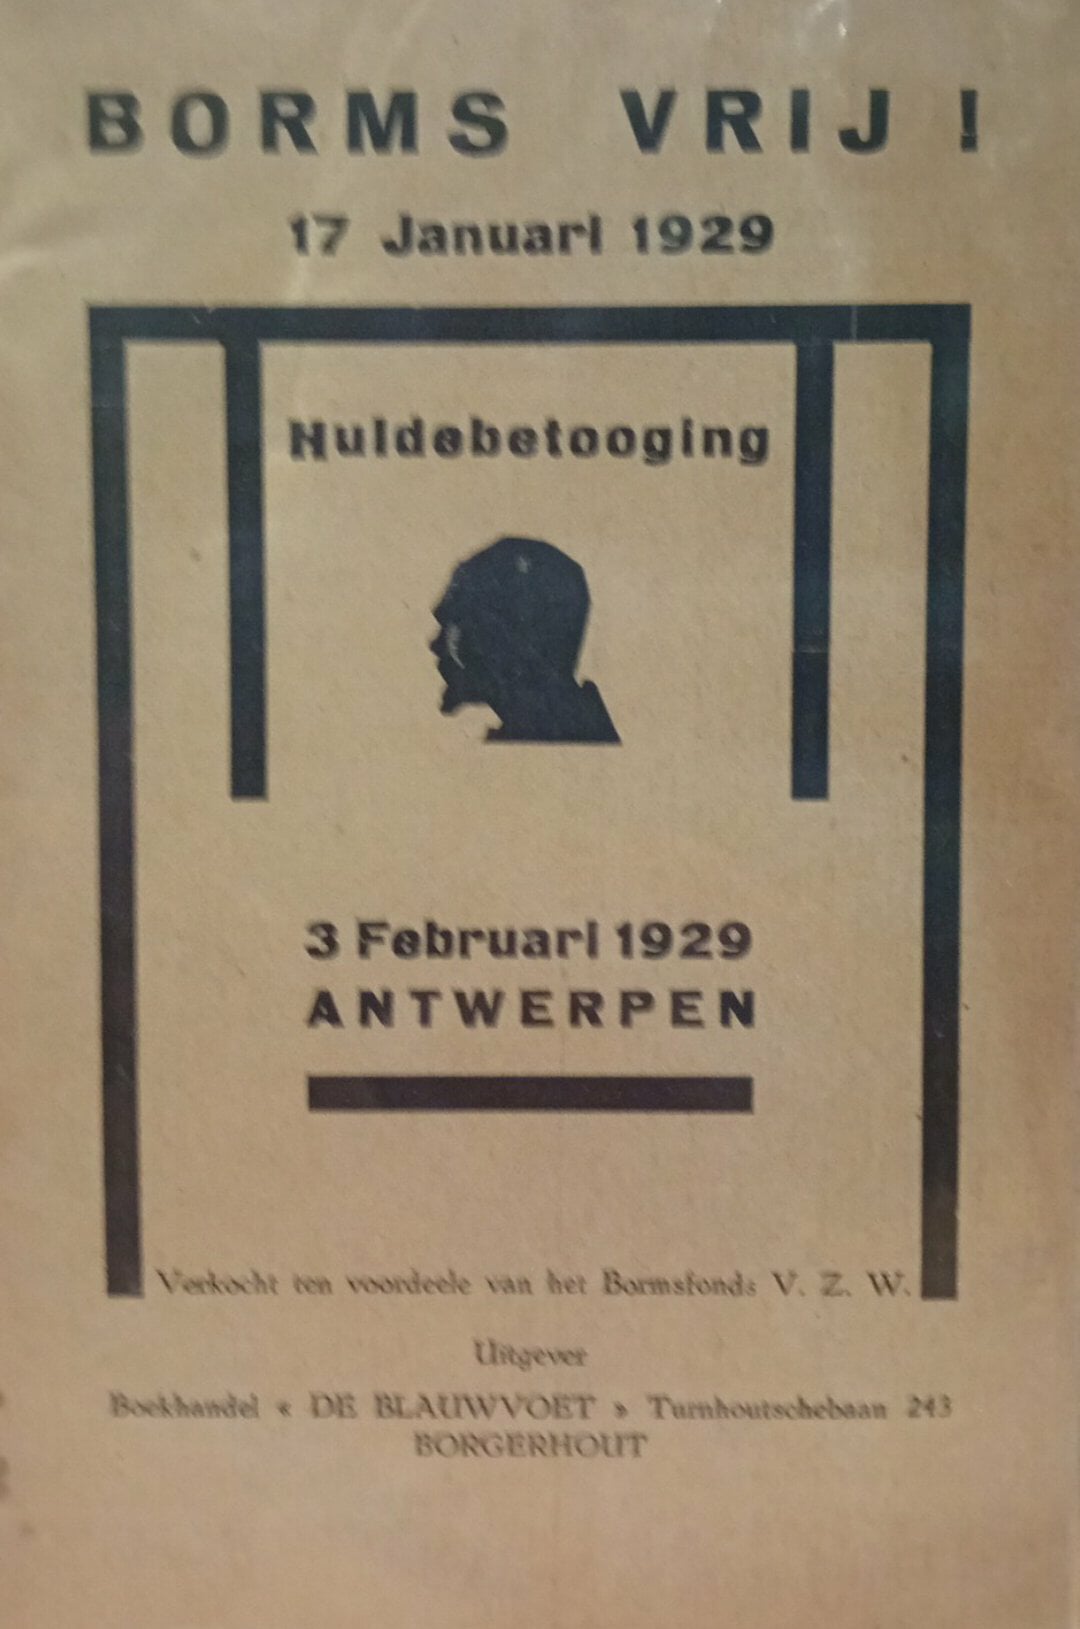 BORMS VRIJ !
17 Januari 1929
Huldebetooging
3 Februari 1929
ANTWERPEN
Verkocht ten voordeele van het Bormsfonds V. Z. W.
Uitgever
Boekhandel « DE BLAUWVOET » Turnhoutschebaan 243
BORGERHOUT